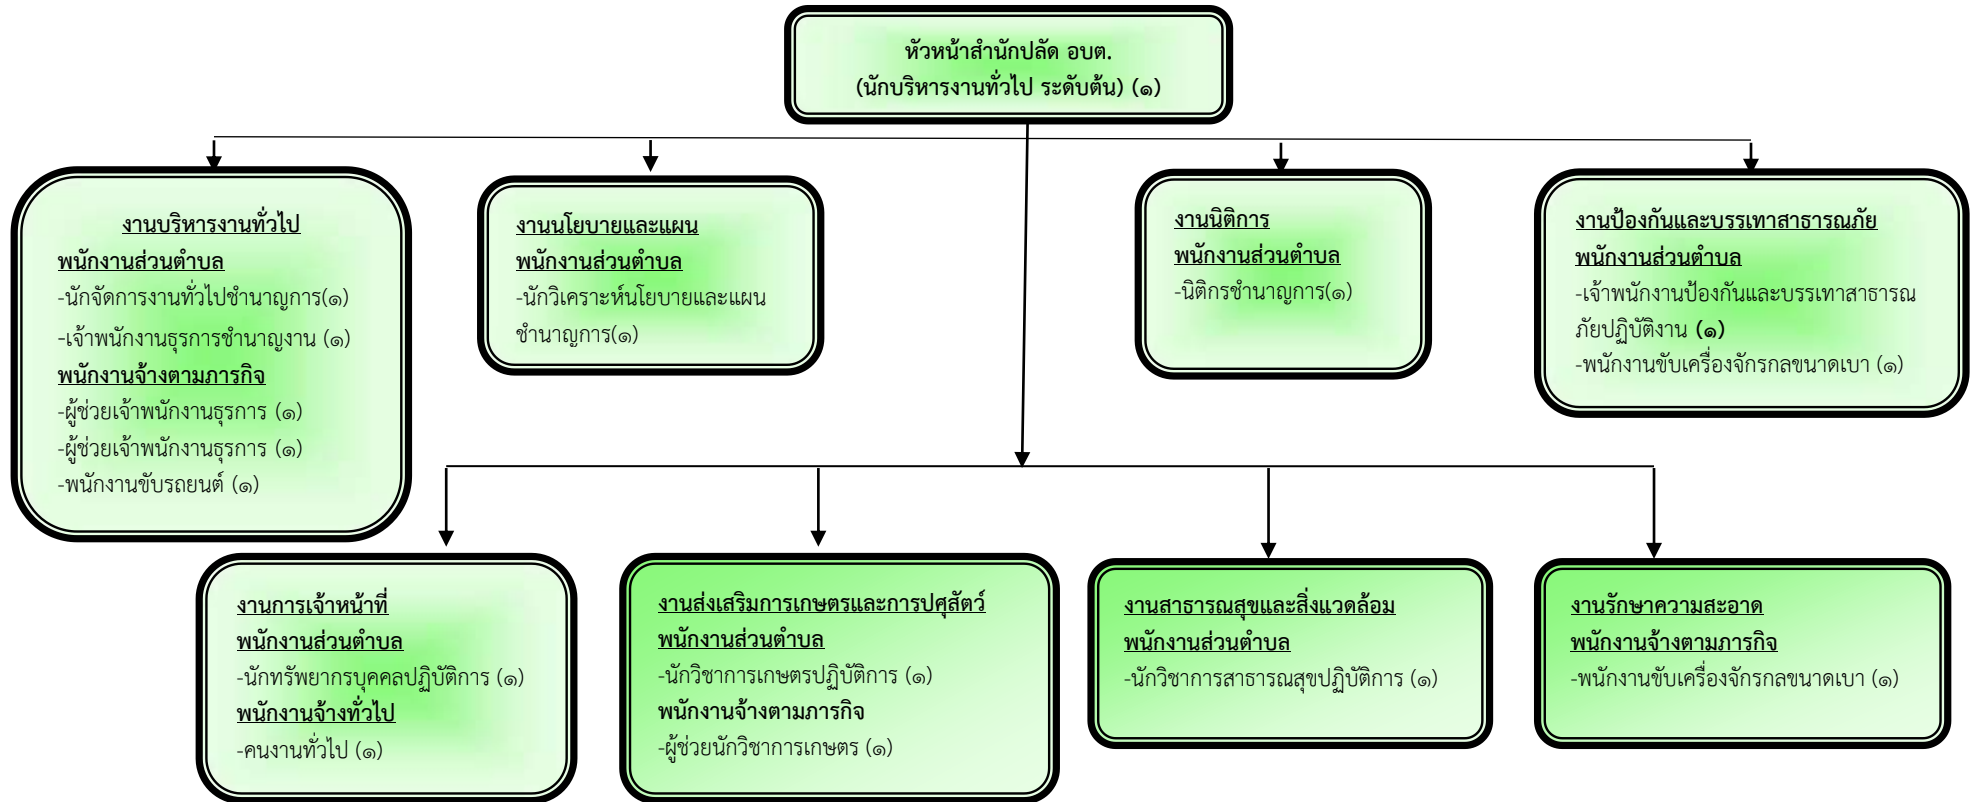 หัวหน้าสำนักปลัด อบต.
(นักบริหารงานทั่วไป ระดับต้น) (๑)
งานบริหารงานทั่วไป
พนักงานส่วนตำบล
-นักจัดการงานทั่วไปชำนาญการ(๑)
-เจ้าพนักงานธุรการชำนาญงาน (๑)
พนักงานจ้างตามภารกิจ
-ผู้ช่วยเจ้าพนักงานธุรการ (๑)
-ผู้ช่วยเจ้าพนักงานธุรการ (๑)
-พนักงานขับรถยนต์ (๑)
งานนโยบายและแผน
พนักงานส่วนตำบล
-นักวิเคราะห์นโยบายและแผน
ชำนาญการ(๑)
งานนิติการ
พนักงานส่วนตำบล
-นิติกรชำนาญการ(๑)
งานป้องกันและบรรเทาสาธารณภัย
พนักงานส่วนตำบล
-เจ้าพนักงานป้องกันและบรรเทาสาธารณ
ภัยปฏิบัติงาน (๑)
-พนักงานขับเครื่องจักรกลขนาดเบา (๑)
งานการเจ้าหน้าที่
พนักงานส่วนตำบล
-นักทรัพยากรบุคคลปฏิบัติการ (๑)
พนักงานจ้างทั่วไป
-คนงานทั่วไป (๑)
งานส่งเสริมการเกษตรและการปศุสัตว์
พนักงานส่วนตำบล
-นักวิชาการเกษตรปฏิบัติการ (๑)
พนักงานจ้างตามภารกิจ
-ผู้ช่วยนักวิชาการเกษตร (๑)
งานสาธารณสุขและสิ่งแวดล้อม
พนักงานส่วนตำบล
-นักวิชาการสาธารณสุขปฏิบัติการ (๑)
งานรักษาความสะอาด
พนักงานจ้างตามภารกิจ
-พนักงานขับเครื่องจักรกลขนาดเบา (๑)